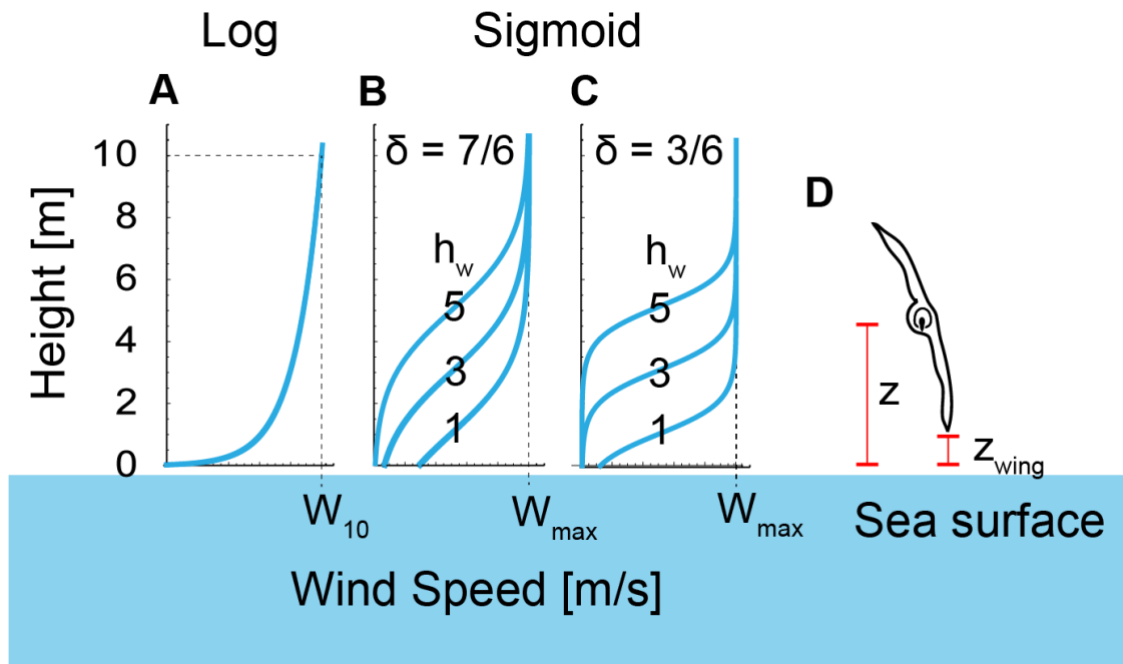 Log
Sigmoid
A
B
C
D
δ = 7/6
δ = 3/6
Height [m]
10
8
6
4
2
0
h_w
5
3
1
h_w
5
3
1
z
z_wing
W_10
W_max
W_max
Sea surface
Wind Speed [m/s]